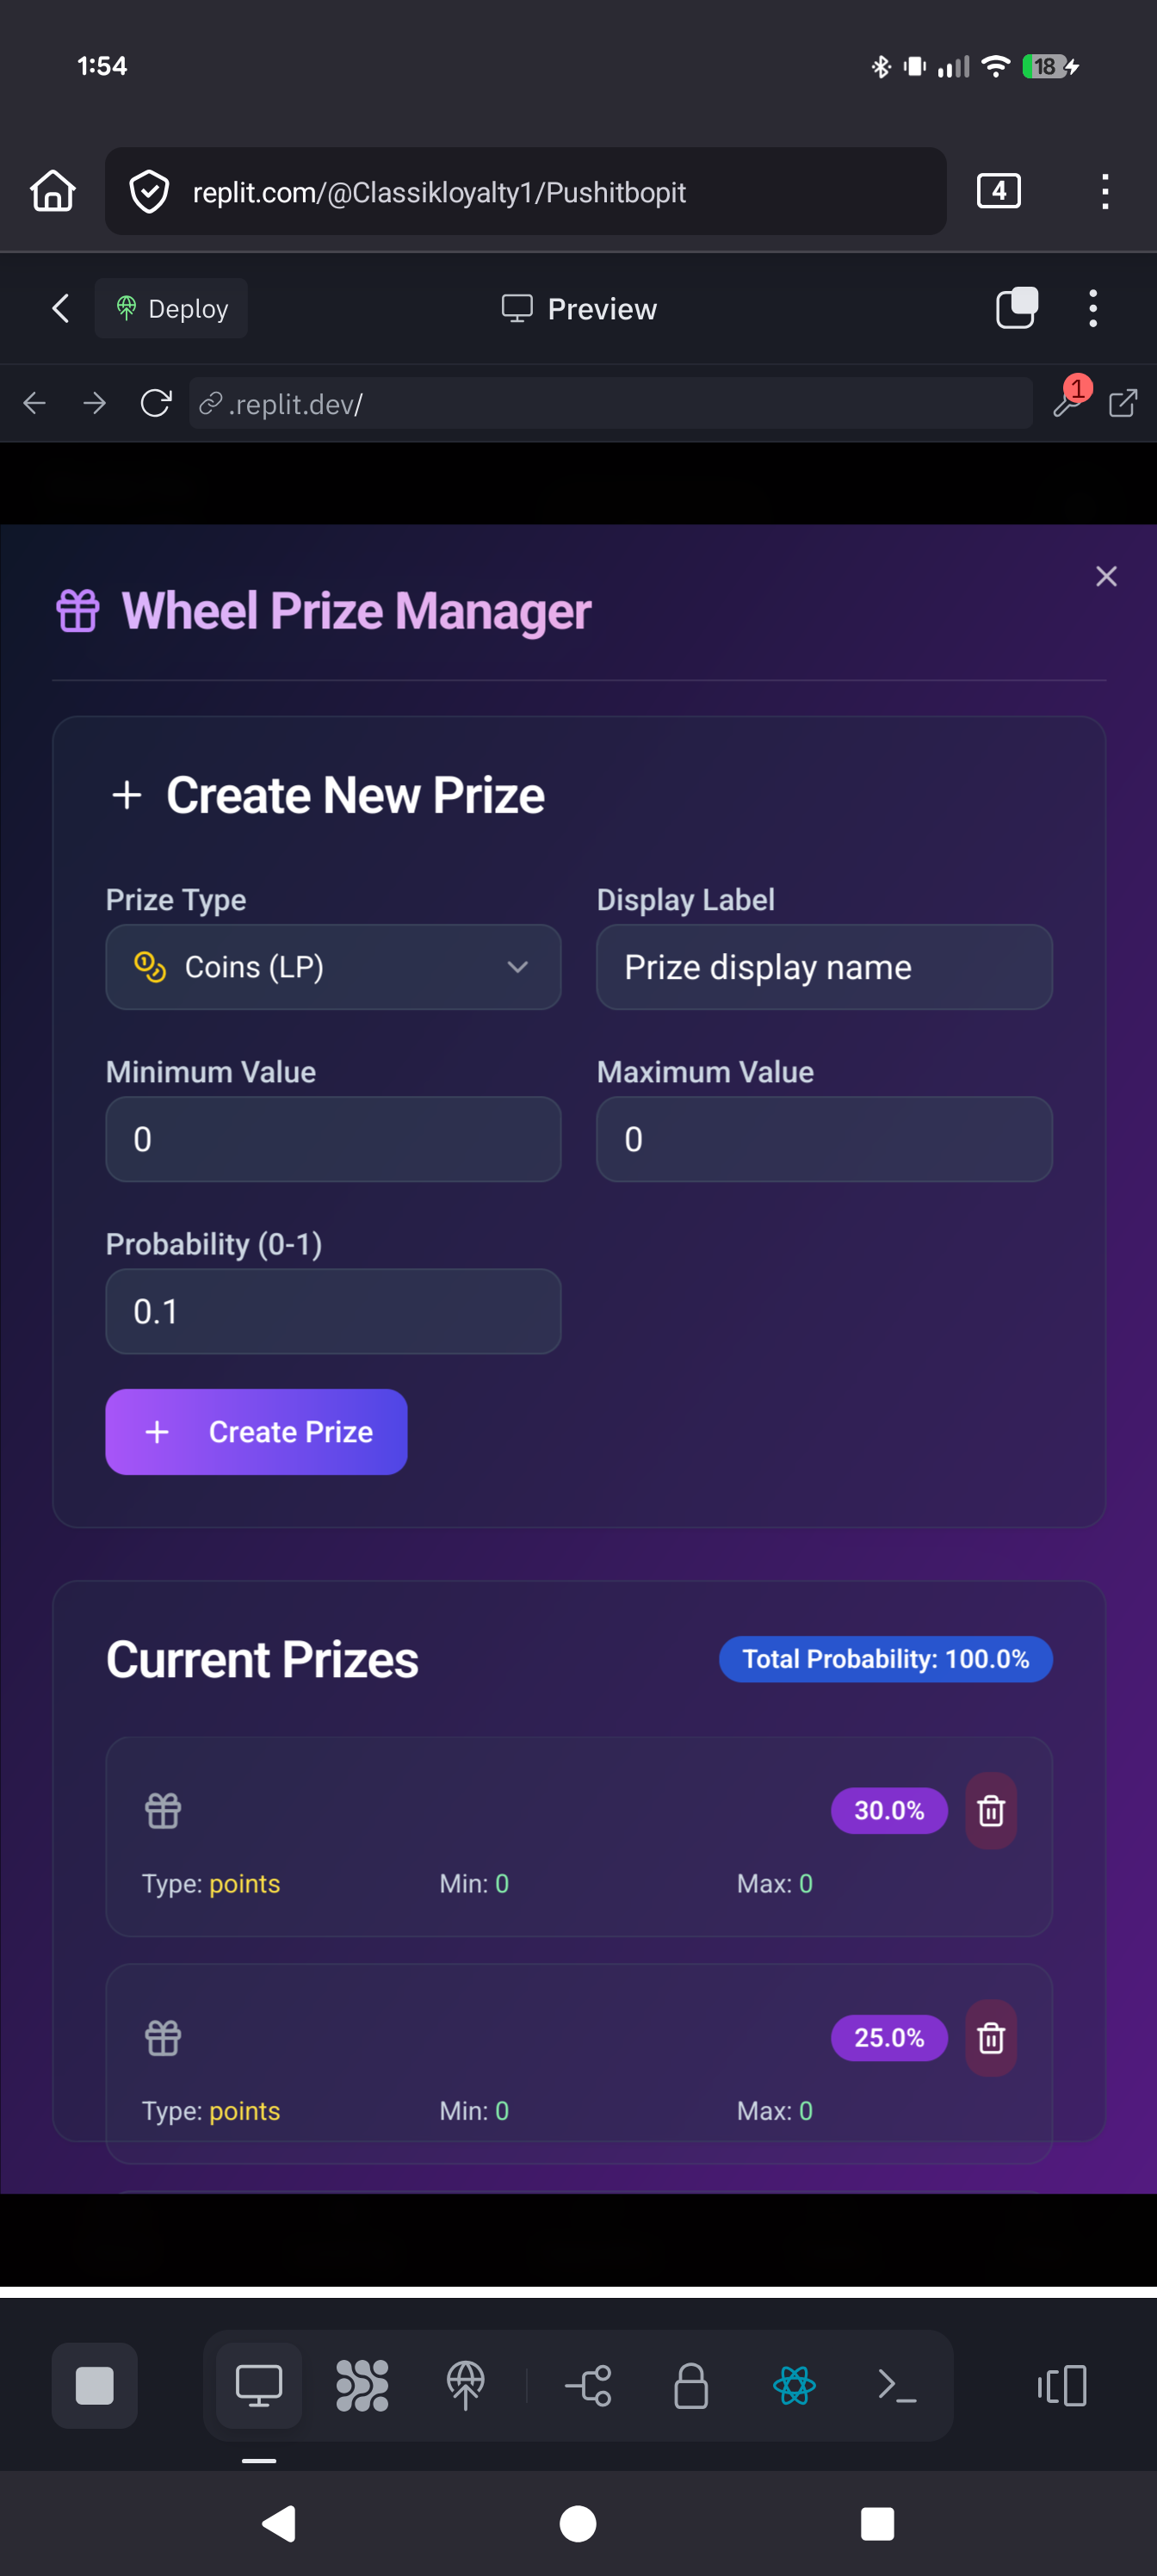 1:54
18
replit.com/@Classikloyalty1/Pushitbopit
4
Deploy
Preview
.replit.dev/
1
Wheel Prize Manager
Create New Prize
Prize Type
Display Label
Coins (LP)
Prize display name
Minimum Value
Maximum Value
0
0
Probability (0-1)
0.1
Create Prize
Current Prizes
Total Probability: 100.0%
30.0%
Type: points
Min: 0
Max: 0
25.0%
Type: points
Min: 0
Max: 0